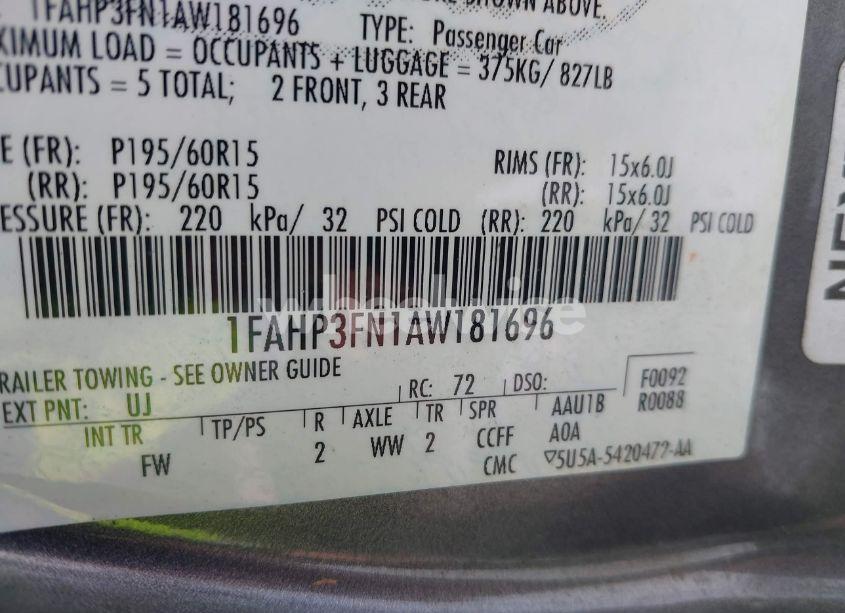 SHOWN ABOVE.
1FAHP3FN1AW181696 TYPE: Passenger Car
XIMUM LOAD = OCCUPANTS + LUGGAGE = 375KG/ 827LB
CUPANTS = 5 TOTAL; 2 FRONT, 3 REAR
E (FR): P195/60R15 RIMS (FR): 15x6.0J
(RR): P195/60R15 (RR): 15x6.0J
ESSURE (FR): 220 kPa/ 32 PSI COLD (RR): 220 kPa/ 32 PSI COLD
1FAHP3FN1AW181696
RAILER TOWING - SEE OWNER GUIDE
EXT PNT: UJ RC: 72 DSO: F0092
R0088
INT TR TP/PS R AXLE TR SPR AAU1B
FW 2 WW 2 CCFF A0A
CMC 5U5A-5420472-AA